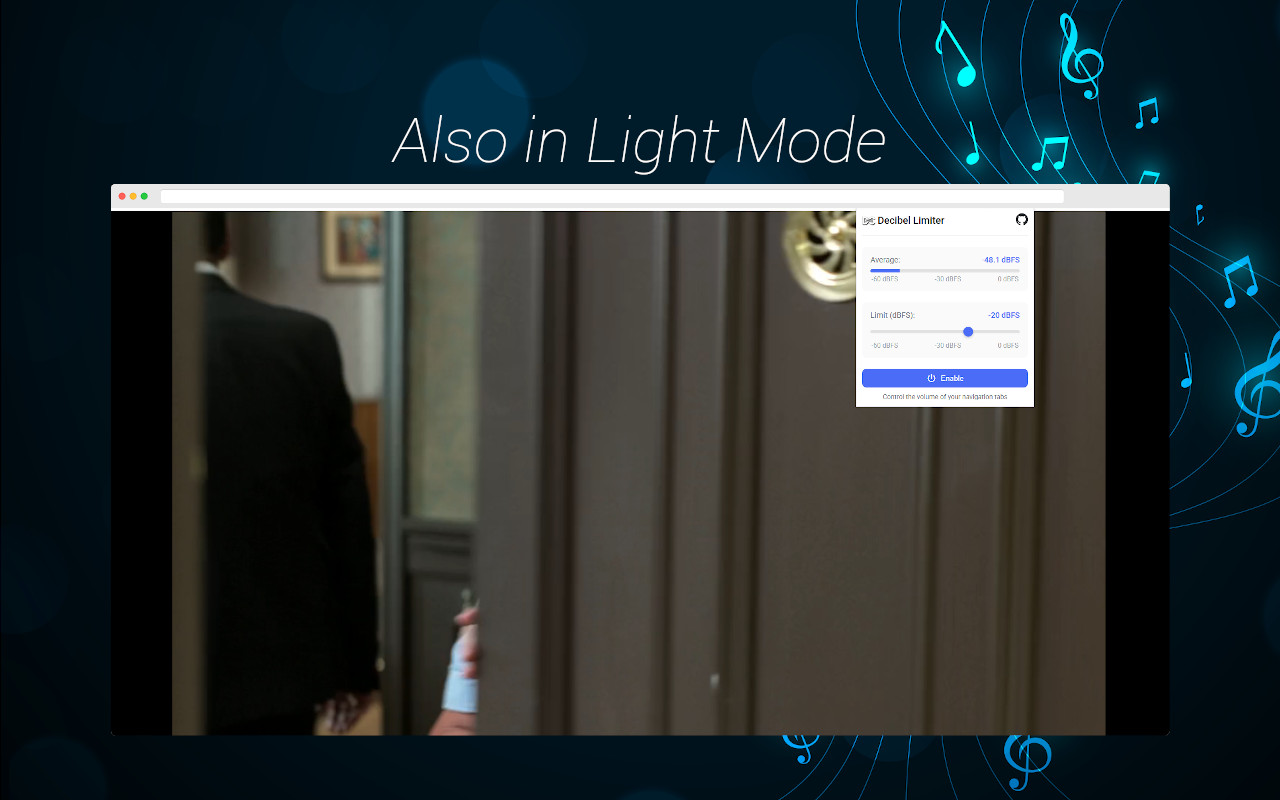 Also in Light Mode
Decibel Limiter
Average: -48.1 dBFS
-60 dBFS -30 dBFS 0 dBFS
Limit (dBFS): -20 dBFS
-60 dBFS -30 dBFS 0 dBFS
Enable
Control the volume of your navigation tabs